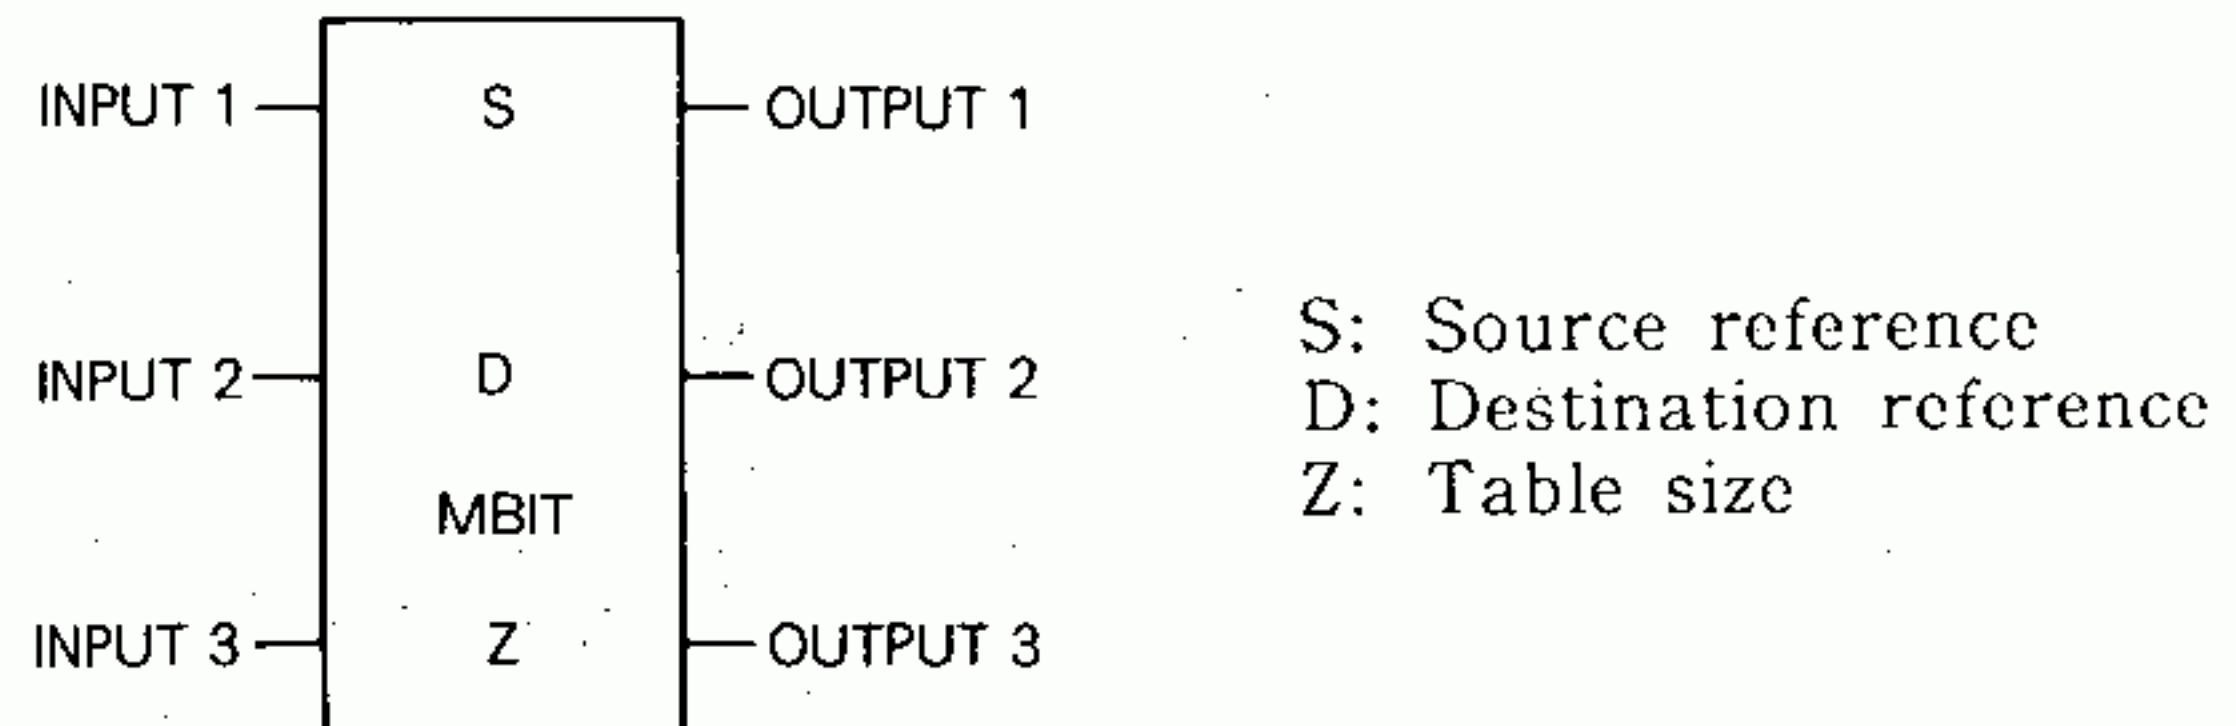 INPUT 1 S OUTPUT 1
INPUT 2 D OUTPUT 2
MBIT
INPUT 3 Z OUTPUT 3
S: Source reference
D: Destination reference
Z: Table size